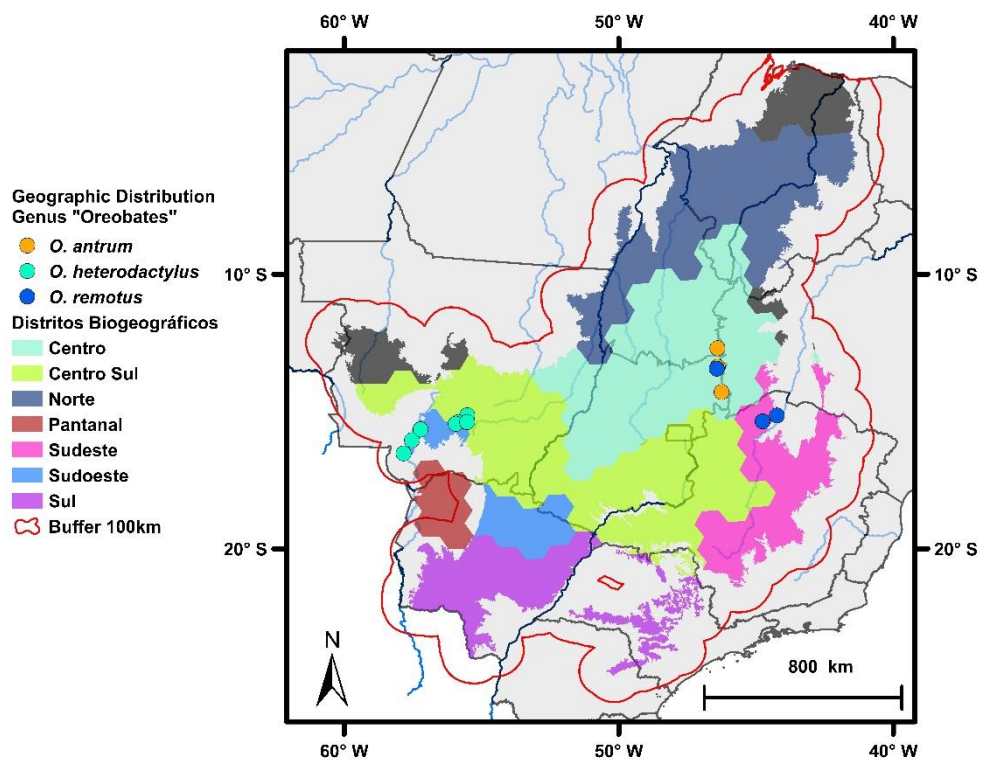 60° W
50° W
40° W
Geographic Distribution
Genus "Oreobates"
O. antrum
O. heterodactylus
O. remotus
Distritos Biogeográficos
Centro
Centro Sul
Norte
Pantanal
Sudeste
Sudoeste
Sul
Buffer 100km
10° S
10° S
20° S
20° S
N
800 km
60° W
50° W
40° W